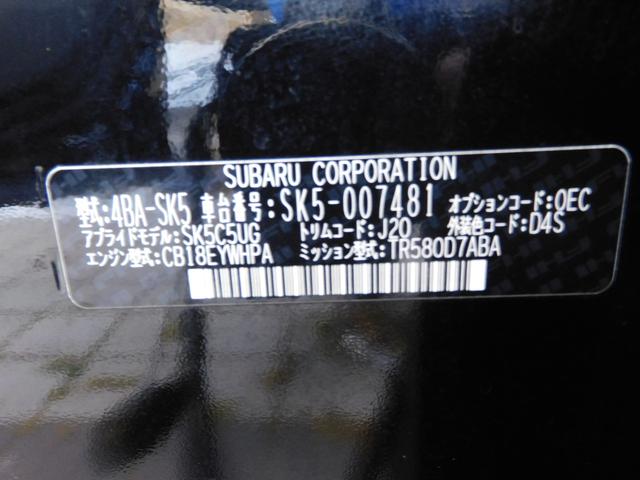 SUBARU CORPORATION
型式:4BA-SK5 車台番号:SK5-007481 オプションコード:OEC
アプライドモデル:SK5C5UG トリムコード:J20 外装色コード:D4S
エンジン型式:CB18EYWHPA ミッション型式:TR580D7ABA